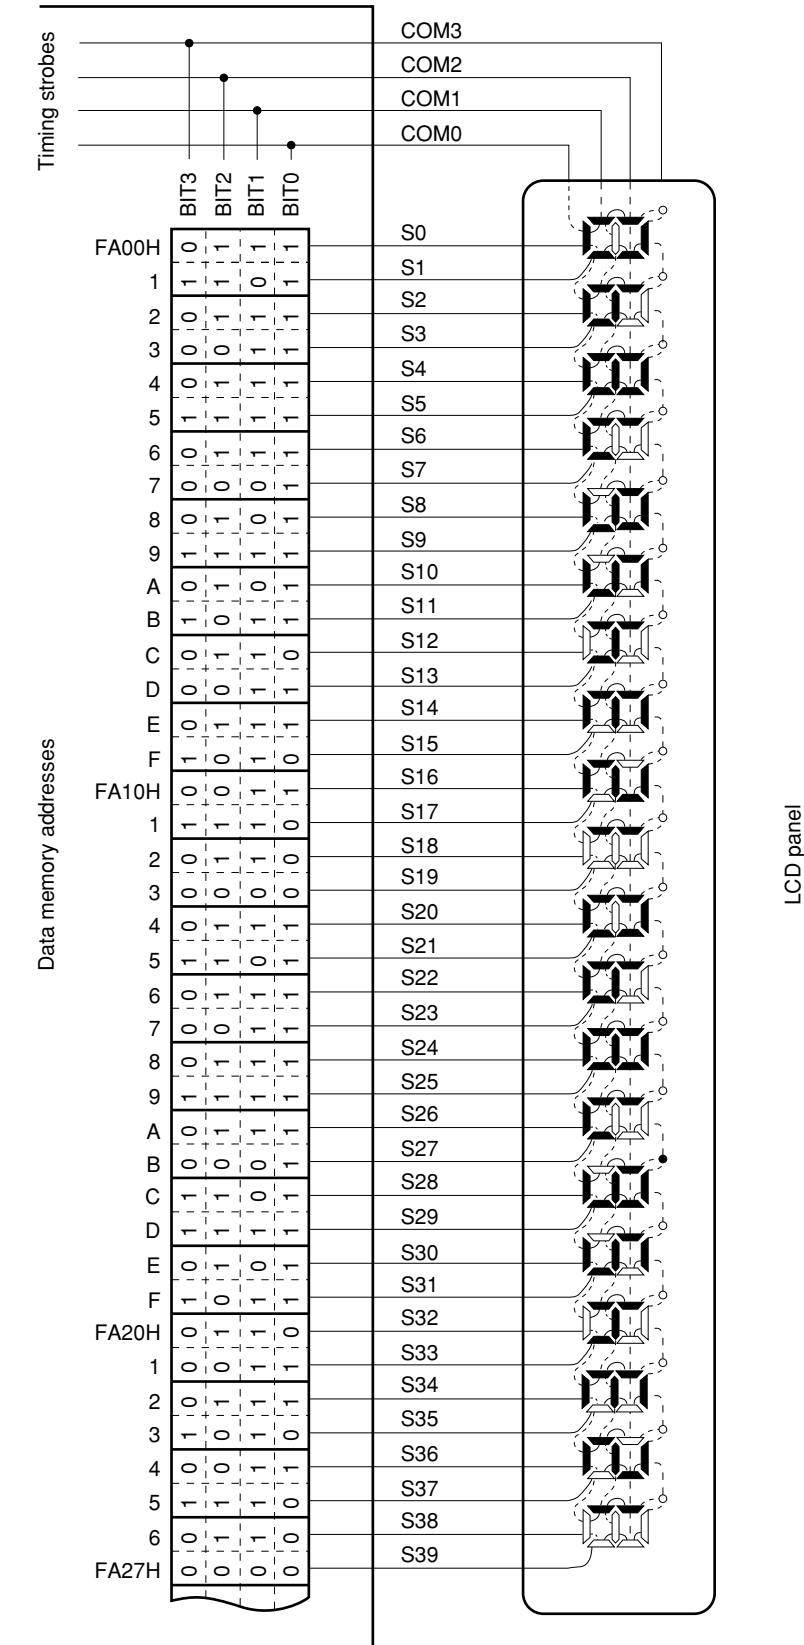 Timing strobes
COM3
COM2
COM1
COM0
BIT3 BIT2 BIT1 BIT0
Data memory addresses
FA00H 0 1 1 1 S0
1 1 1 0 1 S1
2 0 1 1 1 S2
3 0 0 1 1 S3
4 0 1 1 1 S4
5 1 1 1 1 S5
6 0 1 1 1 S6
7 0 0 0 1 S7
8 0 1 0 1 S8
9 1 1 1 1 S9
A 0 1 0 1 S10
B 1 0 1 1 S11
C 0 1 1 0 S12
D 0 0 1 1 S13
E 0 1 1 1 S14
F 1 0 1 0 S15
FA10H 0 0 1 1 S16
1 1 1 1 0 S17
2 0 1 1 0 S18
3 0 0 0 0 S19
4 0 1 1 1 S20
5 1 1 0 1 S21
6 0 1 1 1 S22
7 0 0 1 1 S23
8 0 1 1 1 S24
9 1 1 1 1 S25
A 0 1 1 1 S26
B 0 0 0 1 S27
C 1 1 0 1 S28
D 1 1 1 1 S29
E 0 1 0 1 S30
F 1 0 1 1 S31
FA20H 0 1 1 0 S32
1 0 0 1 1 S33
2 0 1 1 1 S34
3 1 0 1 0 S35
4 0 0 1 1 S36
5 1 1 1 0 S37
6 0 1 1 0 S38
FA27H 0 0 0 0 S39
LCD panel